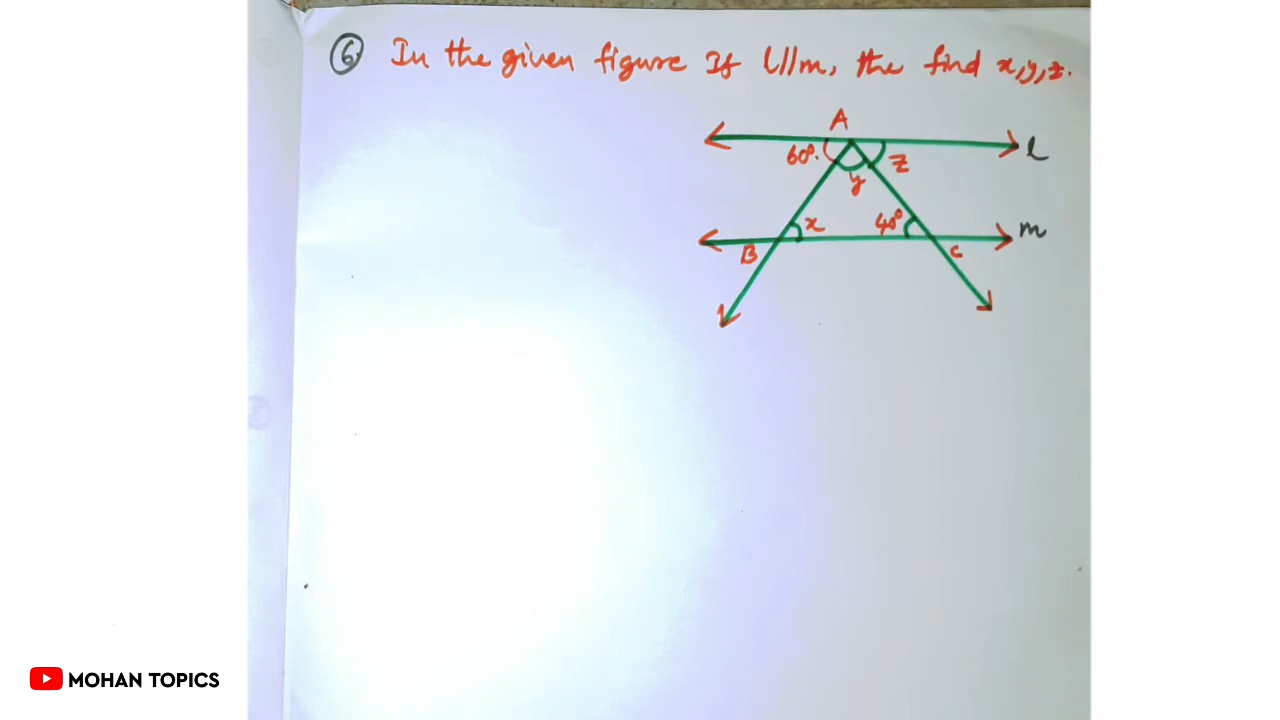 6 In the given figure If l//m, the find x,y,z.
A
l
60°.
z
y
x
40°
m
B
C
MOHAN TOPICS